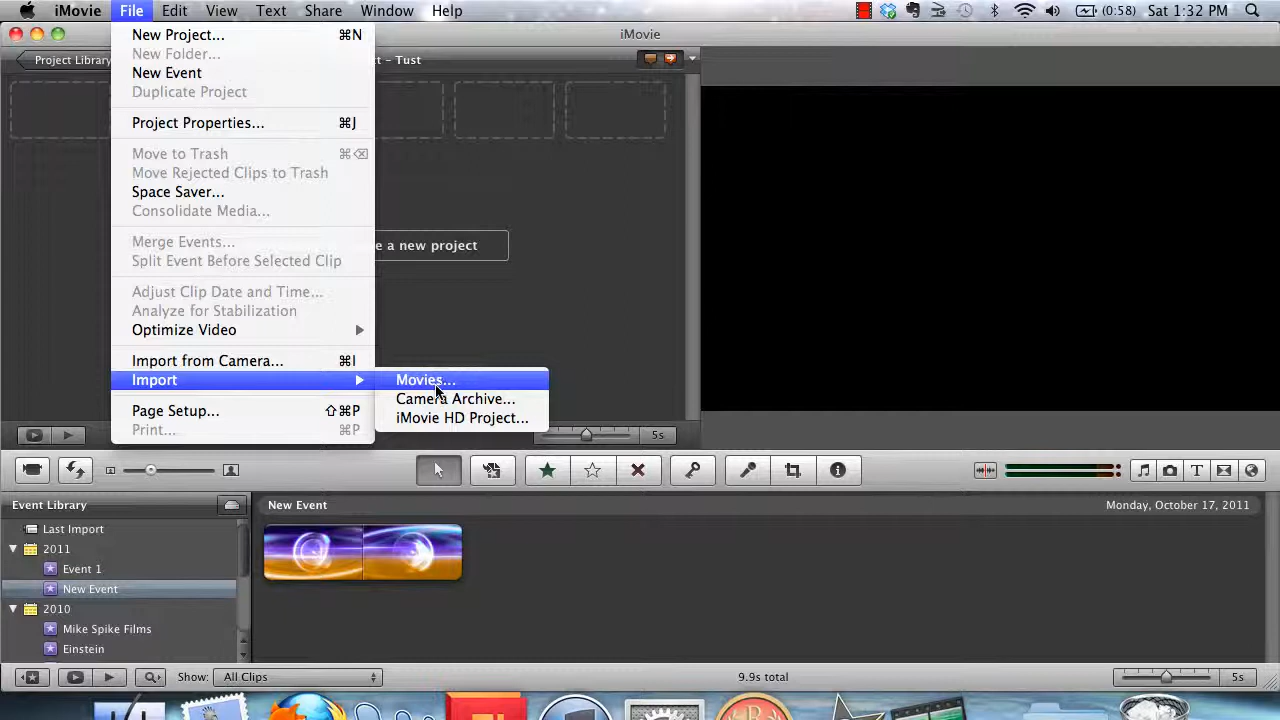 iMovie File Edit View Text Share Window Help (0:58) Sat 1:32 PM
iMovie
Project Library t – Tust
New Project... ⌘N
New Folder...
New Event
Duplicate Project
Project Properties... ⌘J
Move to Trash ⌘⌫
Move Rejected Clips to Trash
Space Saver...
Consolidate Media...
Merge Events...
e a new project
Split Event Before Selected Clip
Adjust Clip Date and Time...
Analyze for Stabilization
Optimize Video
Import from Camera... ⌘I
Import
Movies...
Camera Archive...
iMovie HD Project...
Page Setup... ⇧⌘P
Print... ⌘P
5s
Event Library
New Event Monday, October 17, 2011
Last Import
2011
Event 1
New Event
2010
Mike Spike Films
Einstein
Show: All Clips 9.9s total 5s